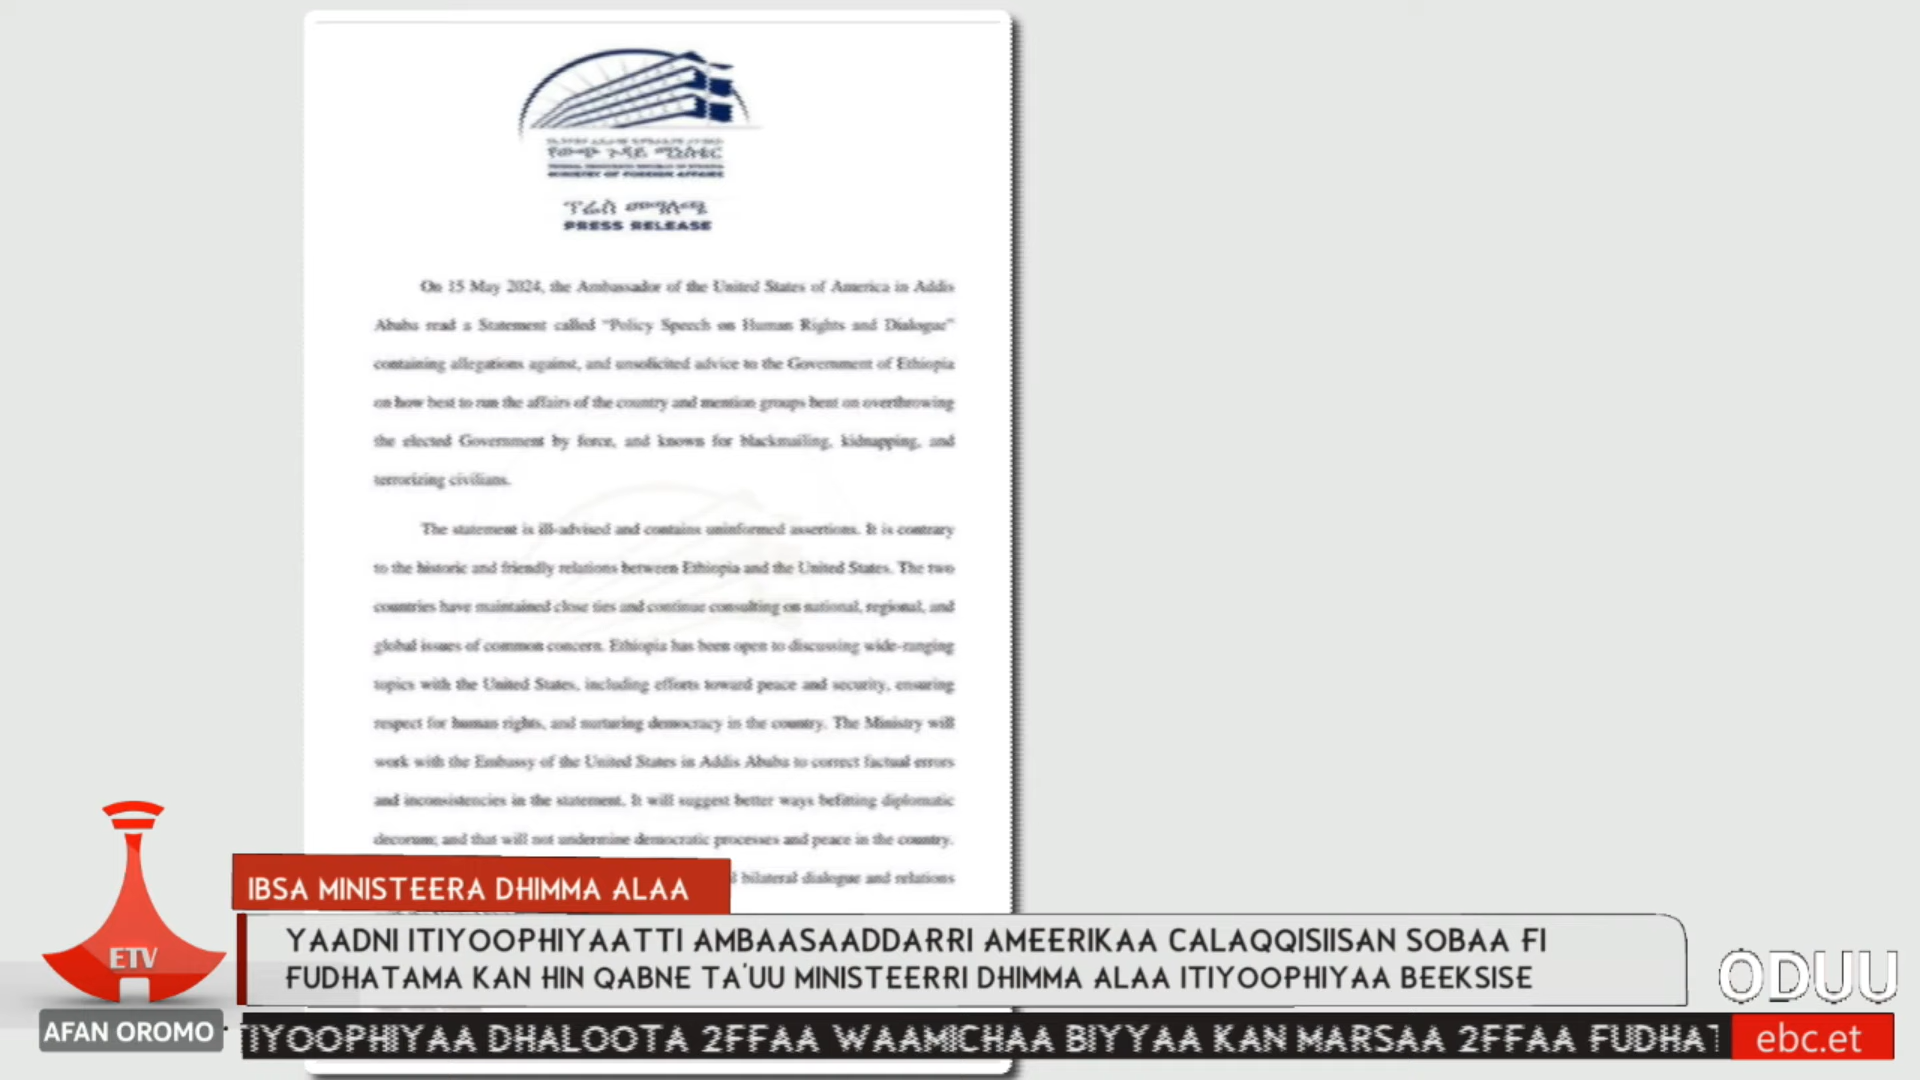 የውጭ ጉዳይ ሚኒስቴር
MINISTRY OF FOREIGN AFFAIRS
ፕሬስ መግለጫ
PRESS RELEASE
On 15 May 2024, the Ambassador of the United States of America in Addis
Ababa read a Statement called “Policy Speech on Human Rights and Dialogue”
containing allegations against, and unsolicited advice to the Government of Ethiopia
on how best to run the affairs of the country and mention groups bent on overthrowing
the elected Government by force, and known for blackmailing, kidnapping, and
terrorizing civilians.
The statement is ill-advised and contains uninformed assertions. It is contrary
to the historic and friendly relations between Ethiopia and the United States. The two
countries have maintained close ties and continue consulting on national, regional, and
global issues of common concern. Ethiopia has been open to discussing wide-ranging
topics with the United States, including efforts toward peace and security, ensuring
respect for human rights, and nurturing democracy in the country. The Ministry will
work with the Embassy of the United States in Addis Ababa to correct factual errors
and inconsistencies in the statement. It will suggest better ways befitting diplomatic
decorum; and that will not undermine democratic processes and peace in the country.
bilateral dialogue and relations
IBSA MINISTEERA DHIMMA ALAA
YAADNI ITIYOOPHIYAATTI AMBAASAADDARRI AMEERIKAA CALAQQISIISAN SOBAA FI
FUDHATAMA KAN HIN QABNE TA'UU MINISTEERRI DHIMMA ALAA ITIYOOPHIYAA BEEKSISE
ETV
AFAN OROMO
ODUU
TIYOOPHIYAA DHALOOTA 2FFAA WAAMICHAA BIYYAA KAN MARSAA 2FFAA FUDHAT
ebc.et